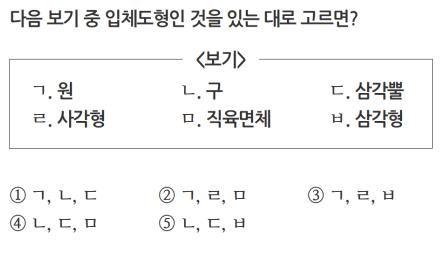 다음 보기 중 입체도형인 것을 있는 대로 고르면?
<보기>
ㄱ. 원 ㄴ. 구 ㄷ. 삼각뿔
ㄹ. 사각형 ㅁ. 직육면체 ㅂ. 삼각형
① ㄱ, ㄴ, ㄷ ② ㄱ, ㄹ, ㅁ ③ ㄱ, ㄹ, ㅂ
④ ㄴ, ㄷ, ㅁ ⑤ ㄴ, ㄷ, ㅂ